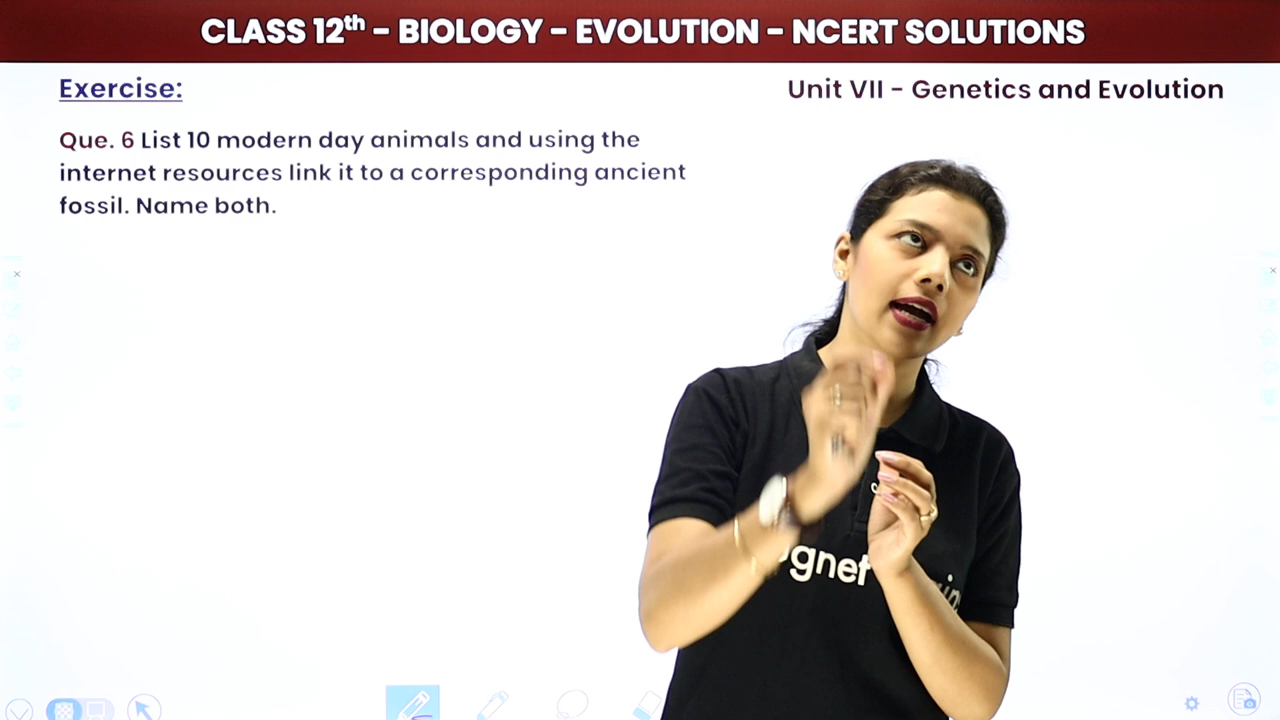 CLASS 12th – BIOLOGY – EVOLUTION – NCERT SOLUTIONS
Exercise:
Unit VII – Genetics and Evolution
Que. 6 List 10 modern day animals and using the
internet resources link it to a corresponding ancient
fossil. Name both.